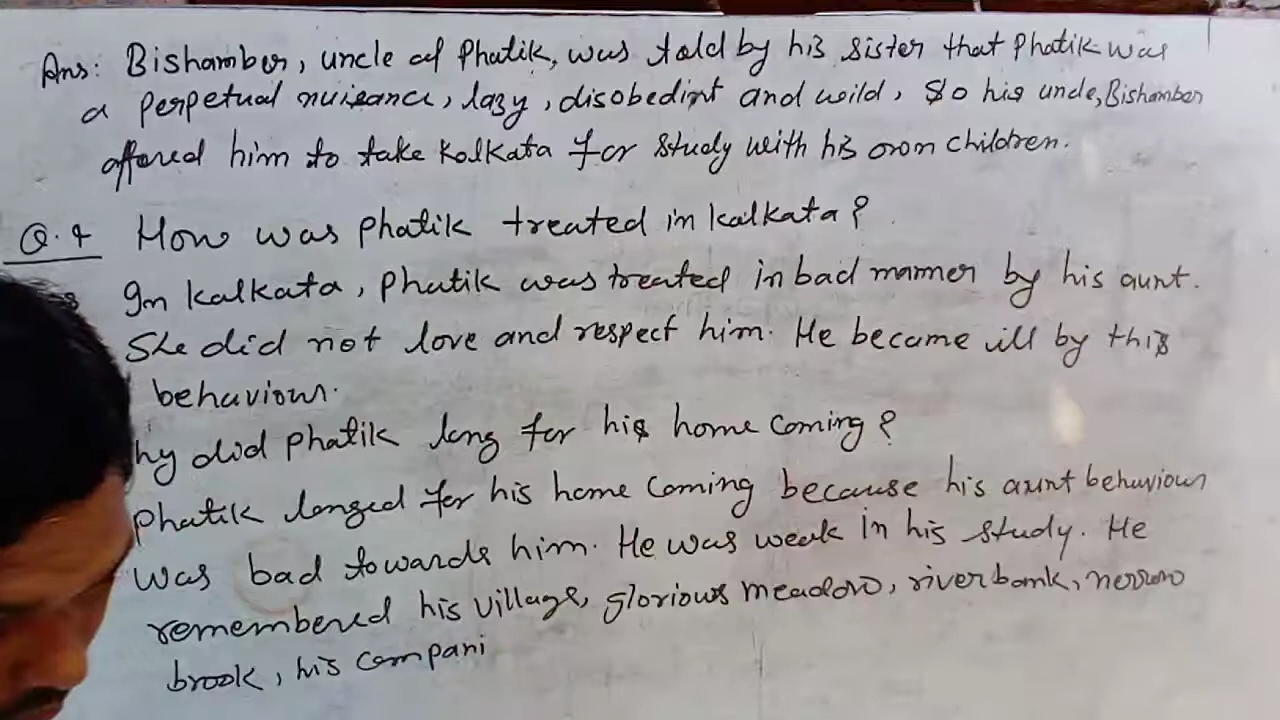 Ans: Bishamber, uncle of Phatik, was told by his sister that Phatik was
a perpetual nuisance, lazy, disobedint and wild, So his uncle, Bishamber
offered him to take Kolkata for study with his own children.
Q.4 How was phatik treated in kalkata?
In kalkata, phatik was treated in bad manner by his aunt.
She did not love and respect him. He became ill by this
behaviour.
hy did phatik long for his home coming?
phatik longed for his home coming because his aunt behaviour
was bad towards him. He was weak in his study. He
remembered his village, glorious meadow, riverbank, nerrow
brook, his compani